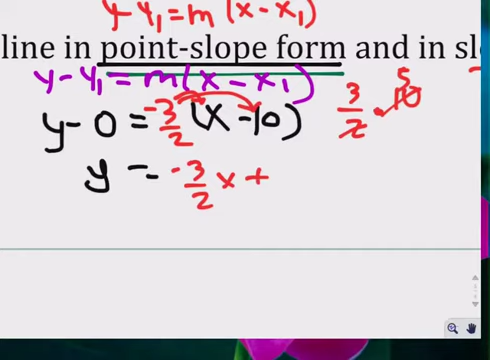 y - y₁ = m (x - x₁)
line in point-slope form and in sl
y - y₁ = m(x - x₁)
y - 0 = -3/2 (x - 10)
3/2 · 10 5
y = -3/2 x +